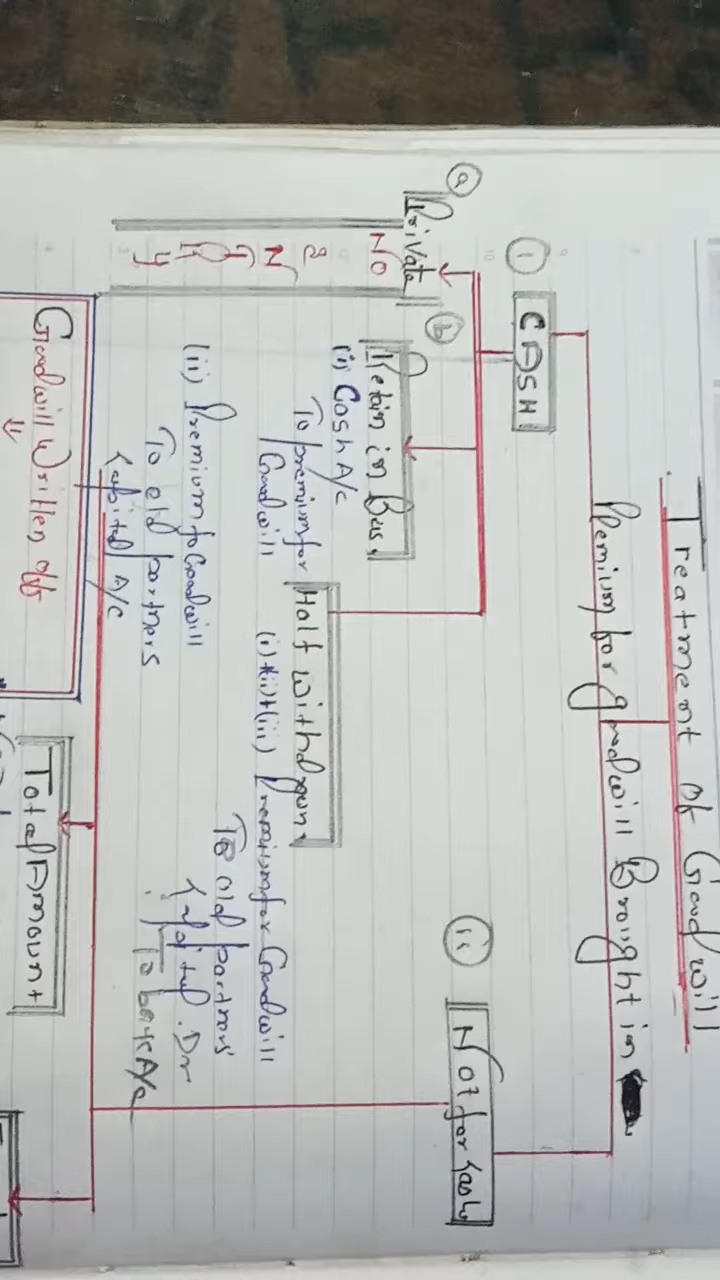 Treatment of Goodwill
Premium for goodwill Brought in
(i) CASH
(ii) Not for Cash
(a) Private
NO
E
N
T
R
Y
(b) Retain in Bus.
(i) Cash A/c
To premium for
Goodwill
(ii) Premium fo Goodwill
To old partners
Capital A/c
Half withdrawn
(i)+(ii)+(iii) Premium for Goodwill
To old partners
Capital . Dr
To bank A/c
Goodwill Written off
Total Amount